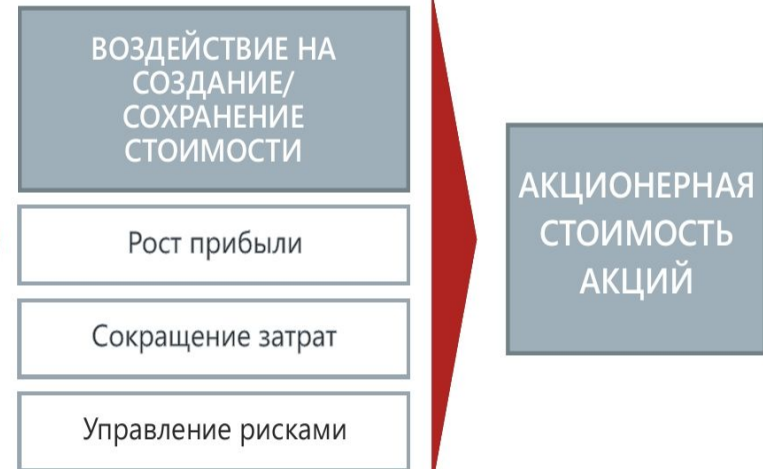 ВОЗДЕЙСТВИЕ НА
СОЗДАНИЕ/
СОХРАНЕНИЕ
СТОИМОСТИ
Рост прибыли
Сокращение затрат
Управление рисками
АКЦИОНЕРНАЯ
СТОИМОСТЬ
АКЦИЙ